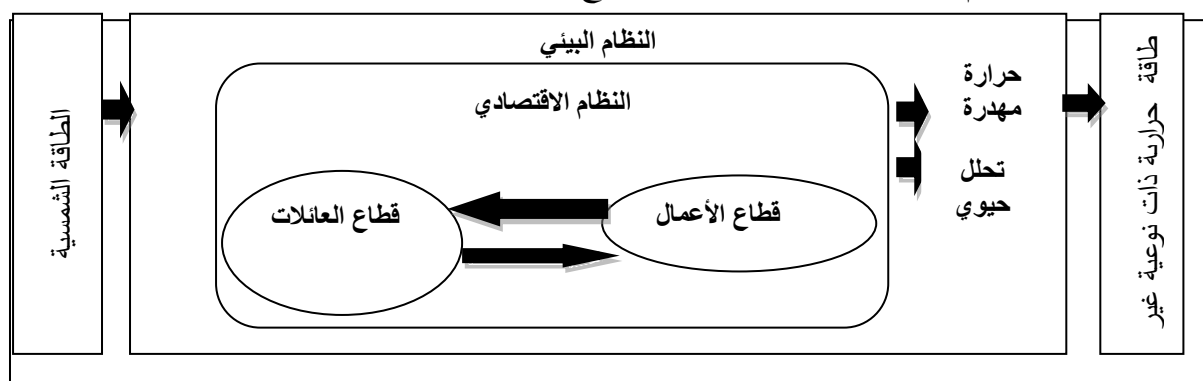 النظام البيئي
النظام الاقتصادي
حرارة
مهدرة
تحلل
حيوي
قطاع الأعمال
قطاع العائلات
الطاقة الشمسية
طاقة حرارية ذات نوعية غير